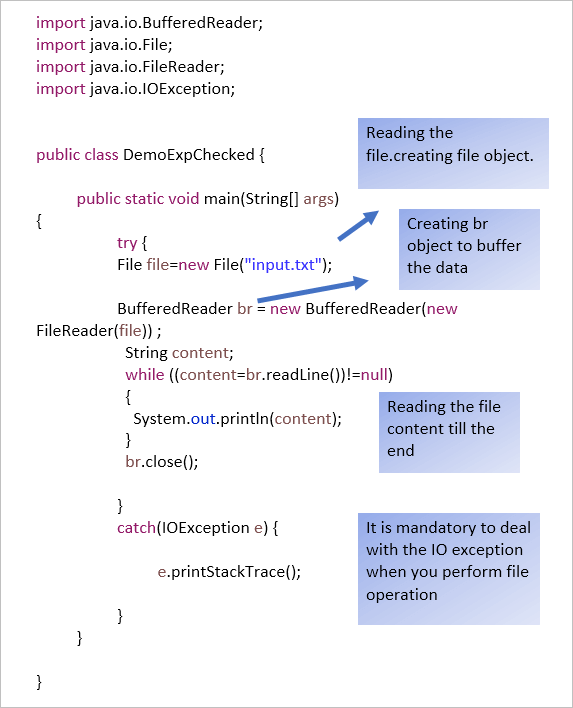 import java.io.BufferedReader;
import java.io.File;
import java.io.FileReader;
import java.io.IOException;
public class DemoExpChecked {
Reading the
file.creating file object.
public static void main(String[] args)
{
Creating br
object to buffer
the data
try {
File file=new File("input.txt");
BufferedReader br = new BufferedReader(new
FileReader(file)) ;
String content;
while ((content=br.readLine())!=null)
{
System.out.println(content);
}
br.close();
Reading the file
content till the
end
}
catch(IOException e) {
It is mandatory to deal
with the IO exception
when you perform file
operation
e.printStackTrace();
}
}
}